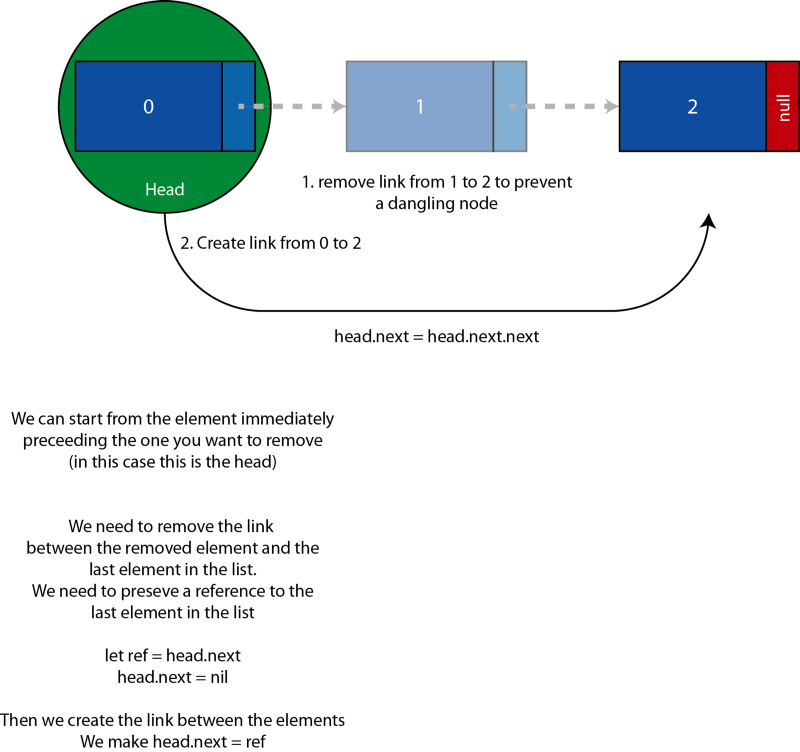 0
1
2
null
Head
1. remove link from 1 to 2 to prevent
a dangling node
2. Create link from 0 to 2
head.next = head.next.next
We can start from the element immediately
preceeding the one you want to remove
(in this case this is the head)
We need to remove the link
between the removed element and the
last element in the list.
We need to preseve a reference to the
last element in the list
let ref = head.next
head.next = nil
Then we create the link between the elements
We make head.next = ref